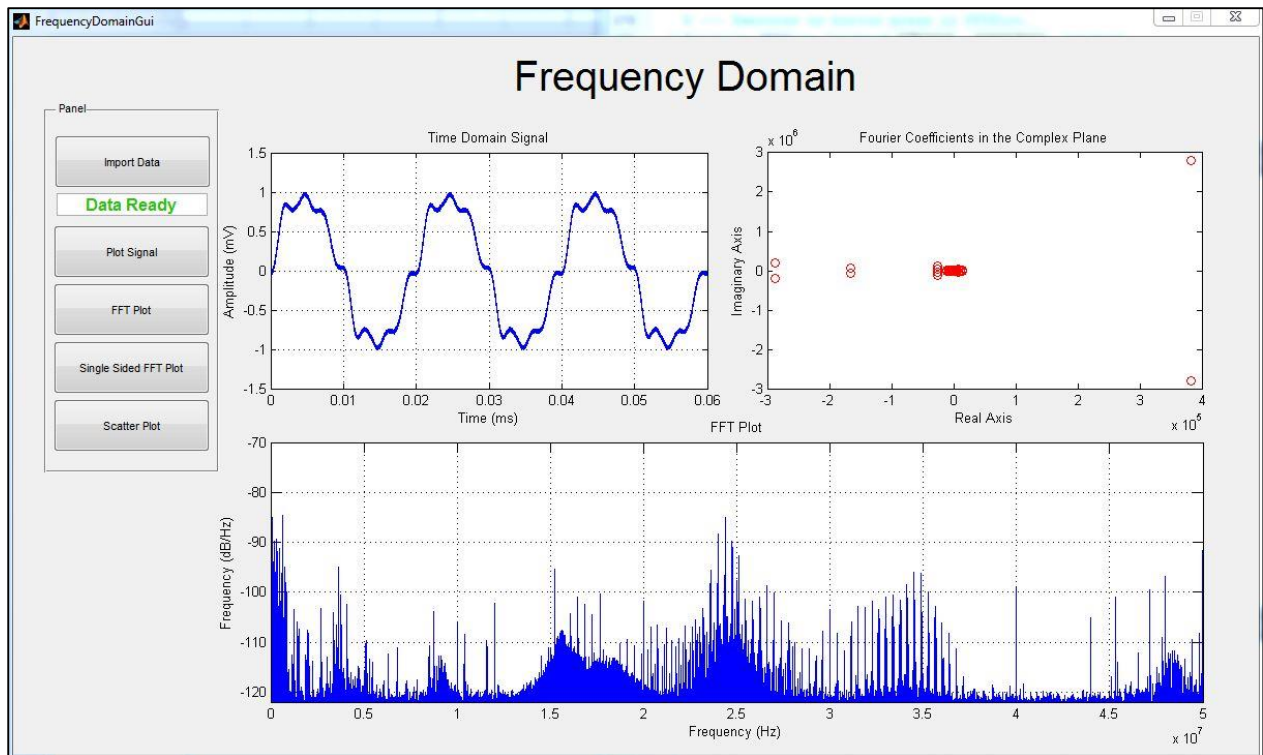 FrequencyDomainGui
Frequency Domain
Panel
Import Data
Data Ready
Plot Signal
FFT Plot
Single Sided FFT Plot
Scatter Plot
Time Domain Signal
Amplitude (mV)
1.5
1
0.5
0
-0.5
-1
-1.5
0 0.01 0.02 0.03 0.04 0.05 0.06
Time (ms)
Fourier Coefficients in the Complex Plane
x 10^6
Imaginary Axis
3
2
1
0
-1
-2
-3
-3 -2 -1 0 1 2 3 4
Real Axis
FFT Plot
Frequency (dB/Hz)
-70
-80
-90
-100
-110
-120
0 0.5 1 1.5 2 2.5 3 3.5 4 4.5 5
Frequency (Hz)
x 10^7